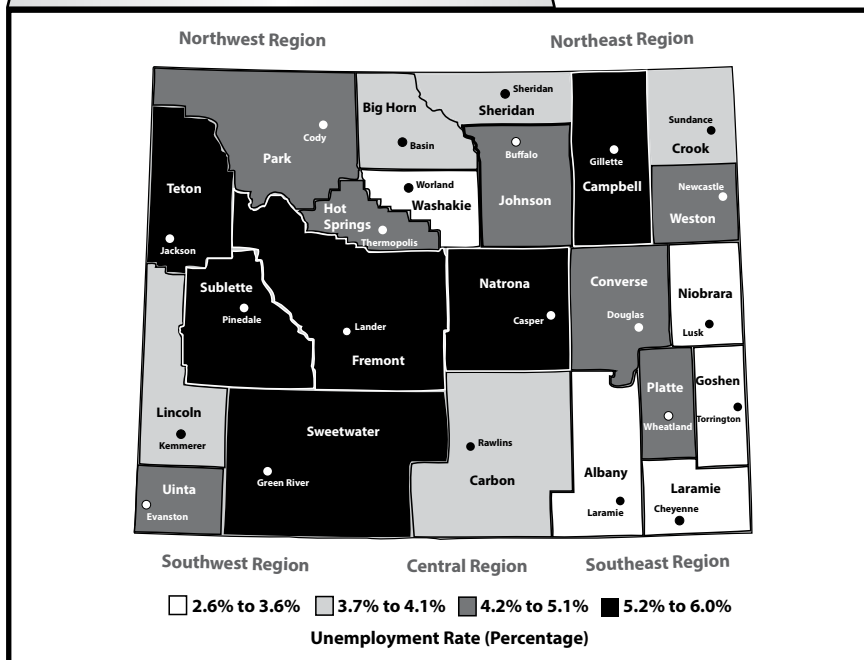 Northwest Region
Northeast Region
Sheridan
Big Horn
Sheridan
Sundance
Cody
Basin
Buffalo
Gillette
Crook
Park
Teton
Worland
Washakie
Campbell
Newcastle
Johnson
Weston
Hot
Springs
Thermopolis
Jackson
Sublette
Natrona
Converse
Niobrara
Pinedale
Lander
Casper
Douglas
Lusk
Fremont
Platte
Goshen
Lincoln
Kemmerer
Sweetwater
Wheatland
Torrington
Rawlins
Green River
Carbon
Albany
Uinta
Laramie
Evanston
Laramie
Cheyenne
Southwest Region
Central Region
Southeast Region
2.6% to 3.6% 3.7% to 4.1% 4.2% to 5.1% 5.2% to 6.0%
Unemployment Rate (Percentage)